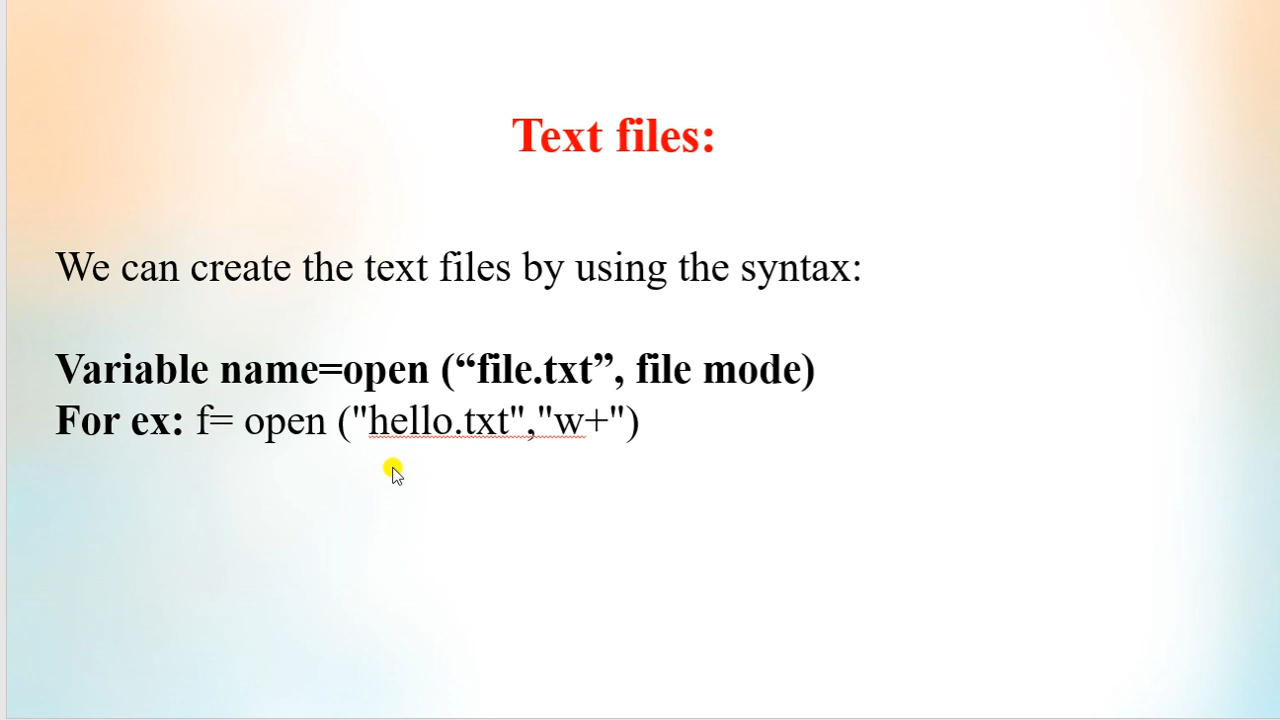 Text files:
We can create the text files by using the syntax:
Variable name=open (“file.txt”, file mode)
For ex: f= open ("hello.txt","w+")